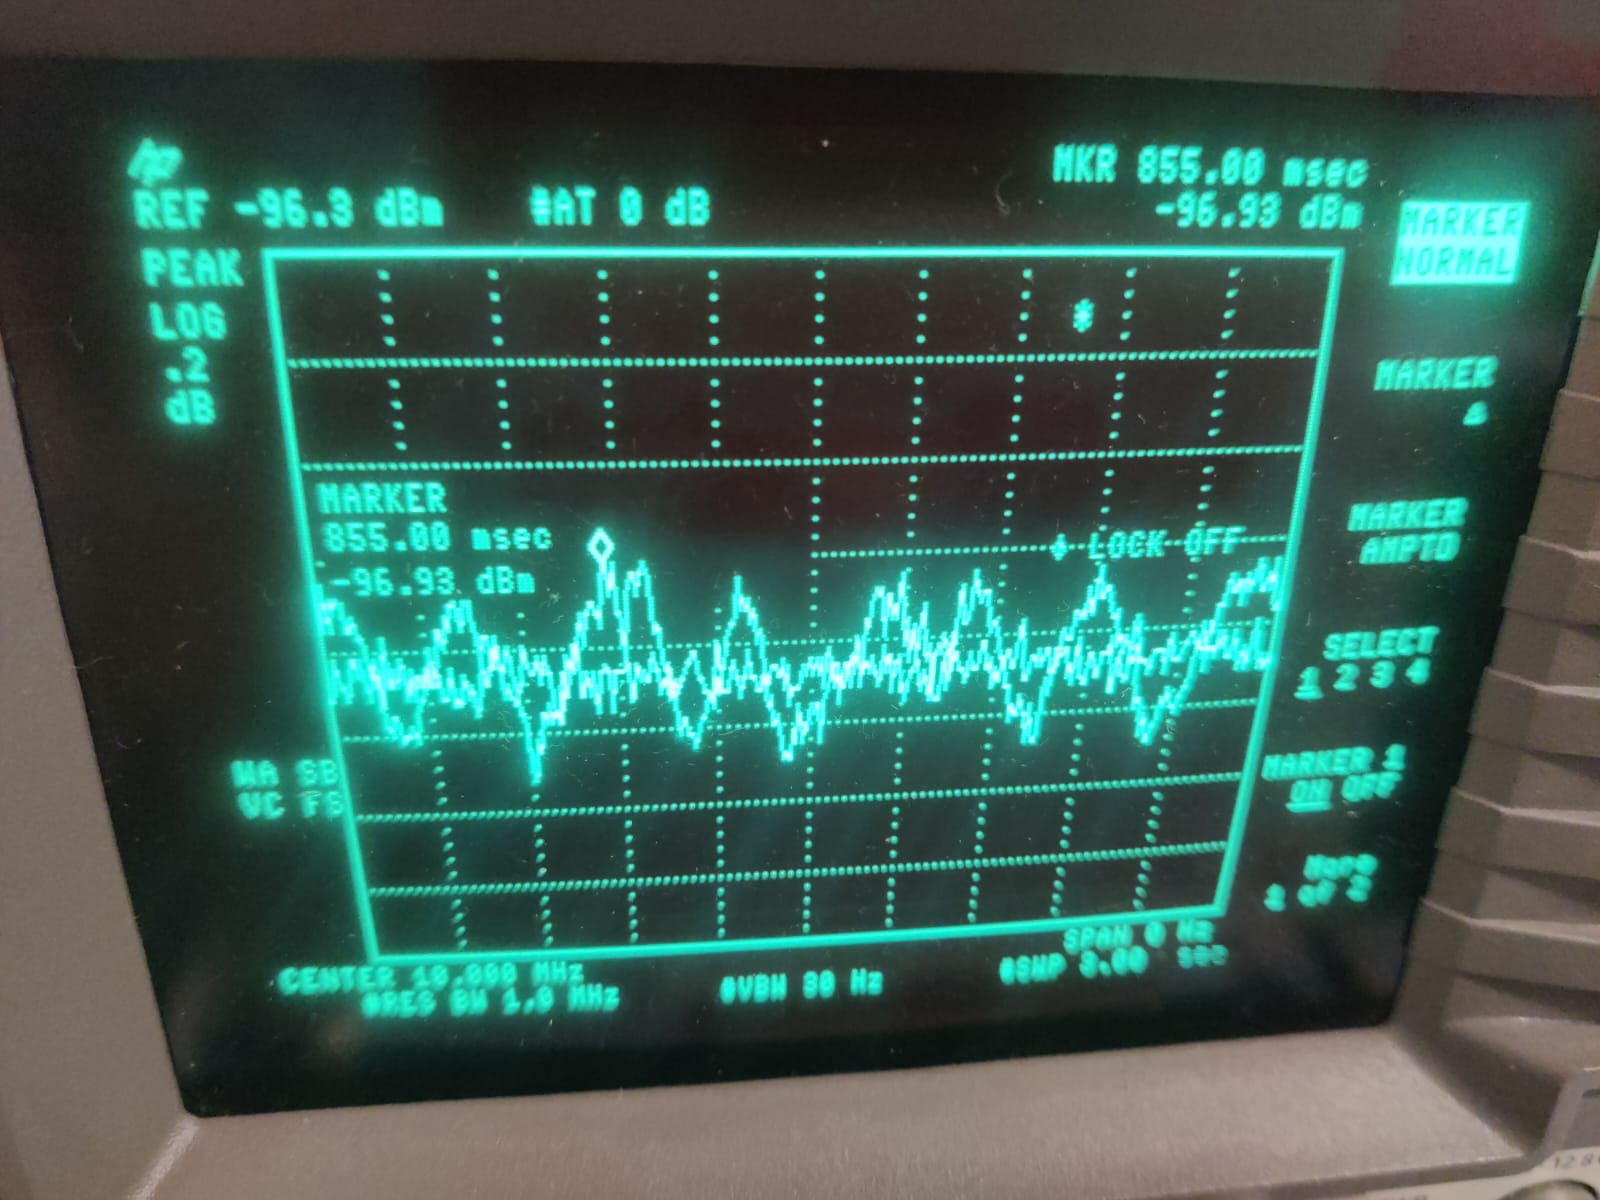 hp
REF -96.3 dBm #AT 0 dB
MKR 855.00 msec
-96.93 dBm
PEAK
LOG
.2
dB
MARKER
NORMAL
MARKER
Δ
MARKER
AMPTD
SELECT
1 2 3 4
MARKER 1
ON OFF
More
1 of 2
*
MARKER
855.00 msec
-96.93 dBm
LOCK OFF
WA SB
VC FS
CENTER 10.000 MHz
#RES BW 1.0 MHz
#VBW 30 Hz
SPAN 0 Hz
#SWP 3.00 sec